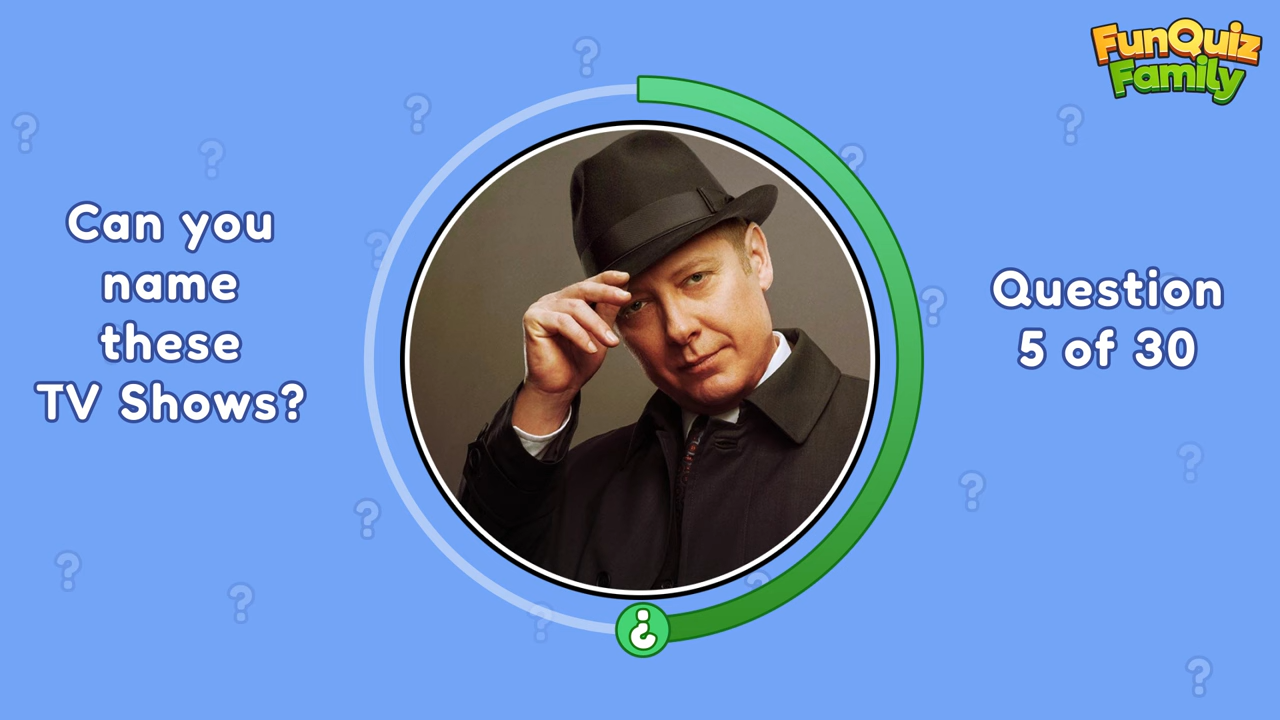 Can you
name
these
TV Shows?
FunQuiz
Family
Question
5 of 30